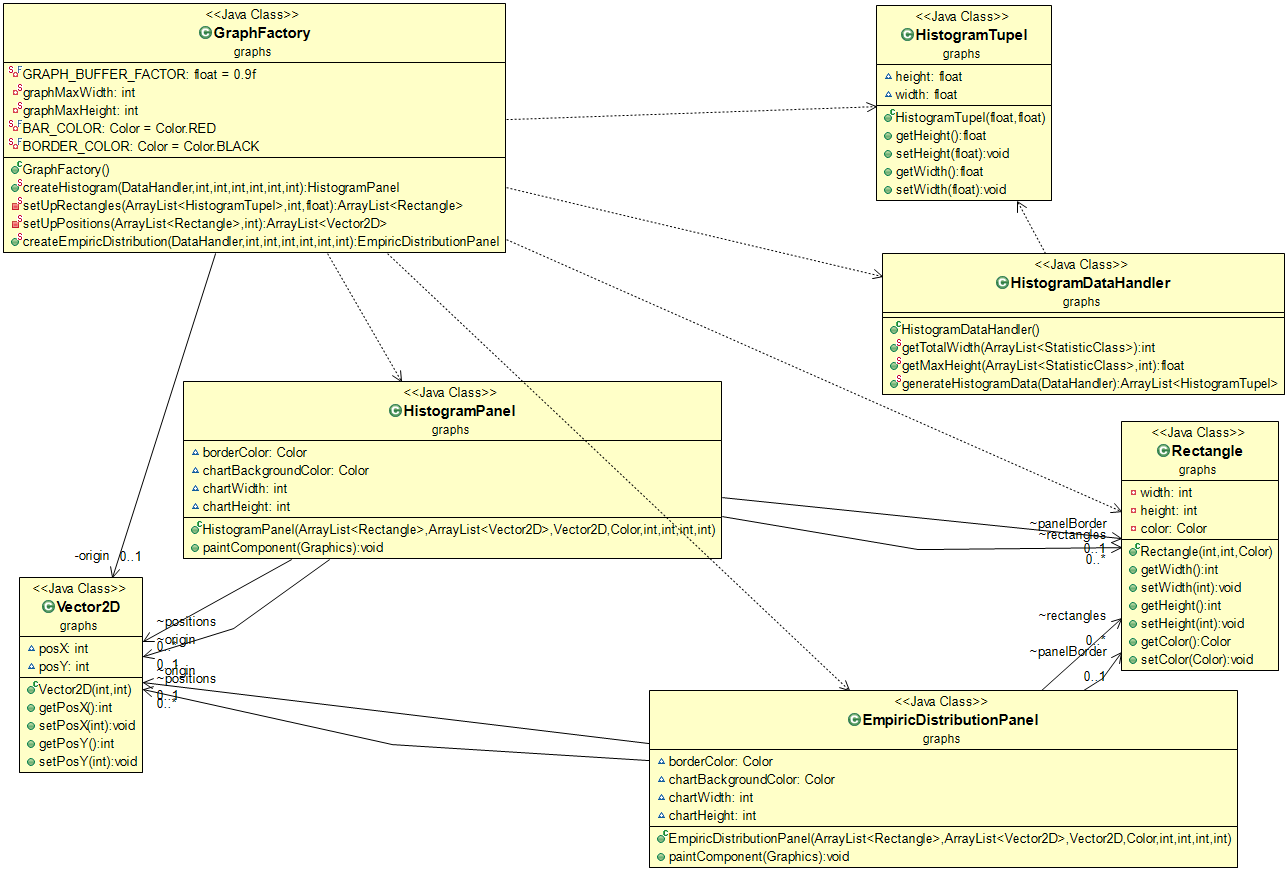 <<Java Class>>
GraphFactory
graphs
GRAPH_BUFFER_FACTOR: float = 0.9f
graphMaxWidth: int
graphMaxHeight: int
BAR_COLOR: Color = Color.RED
BORDER_COLOR: Color = Color.BLACK
GraphFactory()
createHistogram(DataHandler,int,int,int,int,int,int):HistogramPanel
setUpRectangles(ArrayList<HistogramTupel>,int,float):ArrayList<Rectangle>
setUpPositions(ArrayList<Rectangle>,int):ArrayList<Vector2D>
createEmpiricDistribution(DataHandler,int,int,int,int,int,int):EmpiricDistributionPanel
<<Java Class>>
HistogramTupel
graphs
height: float
width: float
HistogramTupel(float,float)
getHeight():float
setHeight(float):void
getWidth():float
setWidth(float):void
<<Java Class>>
HistogramDataHandler
graphs
HistogramDataHandler()
getTotalWidth(ArrayList<StatisticClass>):int
getMaxHeight(ArrayList<StatisticClass>,int):float
generateHistogramData(DataHandler):ArrayList<HistogramTupel>
<<Java Class>>
HistogramPanel
graphs
borderColor: Color
chartBackgroundColor: Color
chartWidth: int
chartHeight: int
HistogramPanel(ArrayList<Rectangle>,ArrayList<Vector2D>,Vector2D,Color,int,int,int,int)
paintComponent(Graphics):void
<<Java Class>>
Rectangle
graphs
width: int
height: int
color: Color
Rectangle(int,int,Color)
getWidth():int
setWidth(int):void
getHeight():int
setHeight(int):void
getColor():Color
setColor(Color):void
~panelBorder
~rectangles
0..1
0..*
~rectangles
0..*
~panelBorder
0..1
-origin 0..1
<<Java Class>>
Vector2D
graphs
posX: int
posY: int
Vector2D(int,int)
getPosX():int
setPosX(int):void
getPosY():int
setPosY(int):void
~positions
~origin
0..*
0..1
~origin
~positions
0..1
0..*
<<Java Class>>
EmpiricDistributionPanel
graphs
borderColor: Color
chartBackgroundColor: Color
chartWidth: int
chartHeight: int
EmpiricDistributionPanel(ArrayList<Rectangle>,ArrayList<Vector2D>,Vector2D,Color,int,int,int,int)
paintComponent(Graphics):void